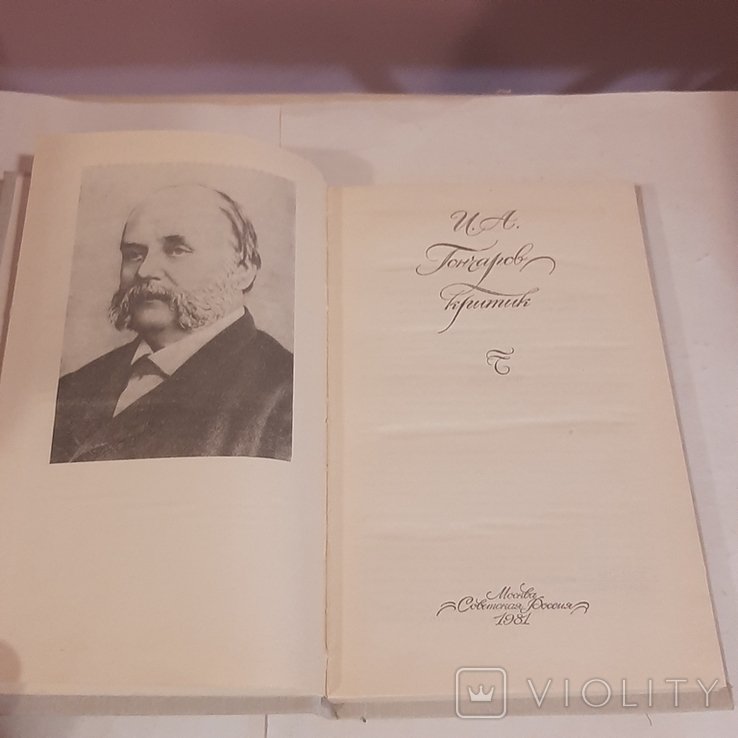 И. А.
Гончаров
критик
Москва
Советская Россия
1981
VIOLITY